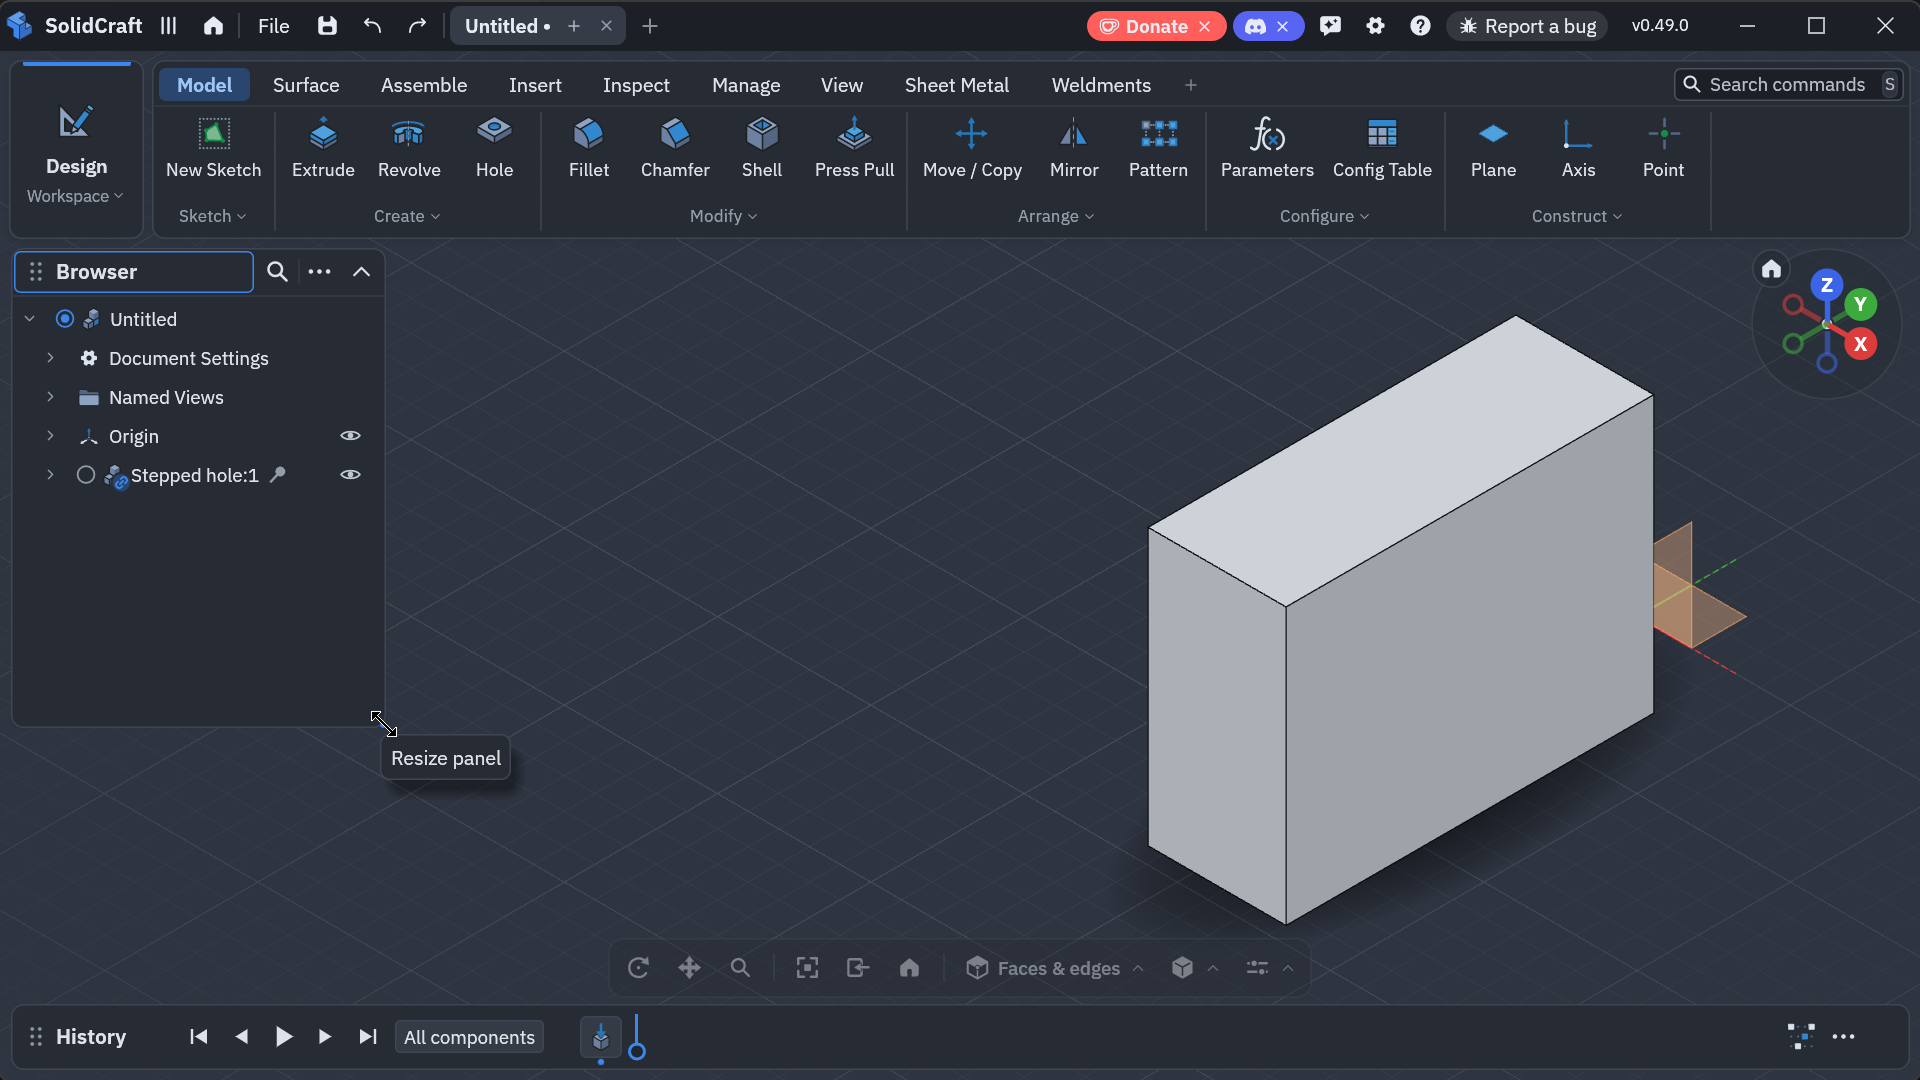 SolidCraft File Untitled • Donate Report a bug v0.49.0
Design
Workspace
Model Surface Assemble Insert Inspect Manage View Sheet Metal Weldments Search commands S
New Sketch Extrude Revolve Hole Fillet Chamfer Shell Press Pull Move / Copy Mirror Pattern Parameters Config Table Plane Axis Point
Sketch Create Modify Arrange Configure Construct
Browser
Untitled
Document Settings
Named Views
Origin
Stepped hole:1
Resize panel
Z
Y
X
Faces & edges
History All components